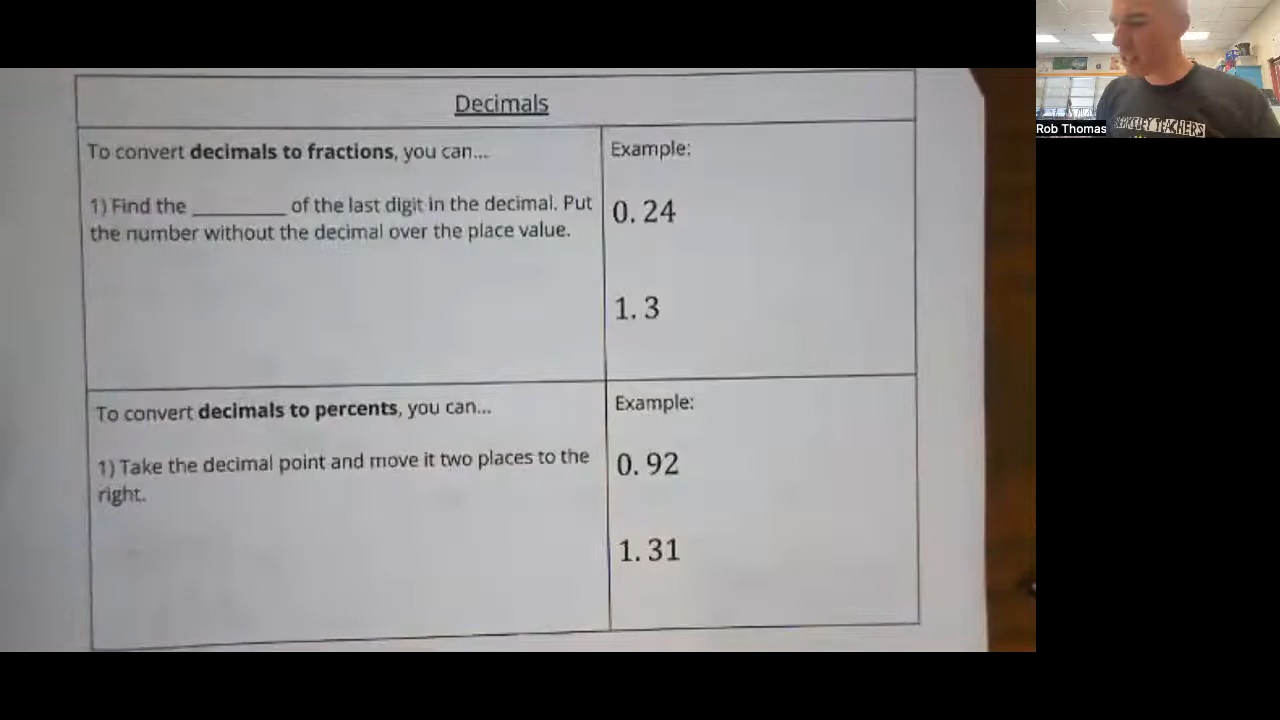 Decimals
To convert decimals to fractions, you can...
1) Find the _________ of the last digit in the decimal. Put
the number without the decimal over the place value.
Example:
0.24
1.3
To convert decimals to percents, you can...
1) Take the decimal point and move it two places to the
right.
Example:
0.92
1.31
Rob Thomas
TEACHERS